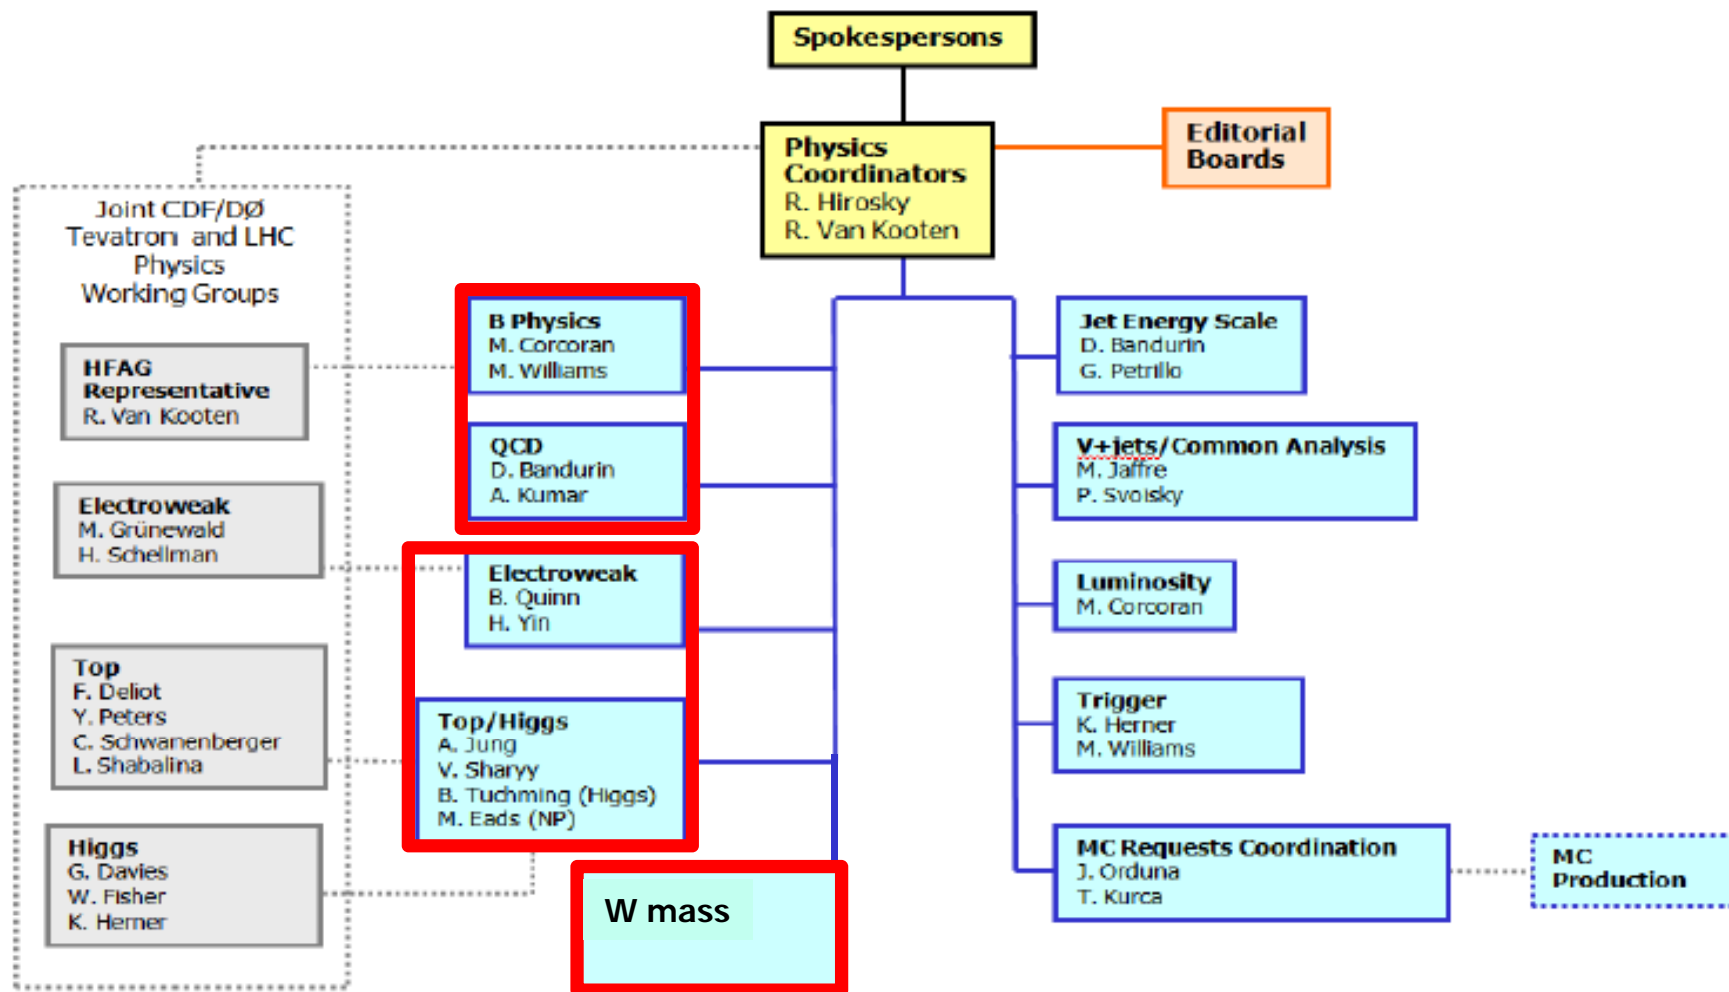 Spokespersons
Physics
Coordinators
R. Hirosky
R. Van Kooten
Editorial
Boards
Joint CDF/DØ
Tevatron and LHC
Physics
Working Groups
HFAG
Representative
R. Van Kooten
Electroweak
M. Grünewald
H. Schellman
Top
F. Deliot
Y. Peters
C. Schwanenberger
L. Shabalina
Higgs
G. Davies
W. Fisher
K. Herner
B Physics
M. Corcoran
M. Williams
QCD
D. Bandurin
A. Kumar
Electroweak
B. Quinn
H. Yin
Top/Higgs
A. Jung
V. Sharyy
B. Tuchming (Higgs)
M. Eads (NP)
W mass
Jet Energy Scale
D. Bandurin
G. Petrillo
V+jets/Common Analysis
M. Jaffre
P. Svoisky
Luminosity
M. Corcoran
Trigger
K. Herner
M. Williams
MC Requests Coordination
J. Orduna
T. Kurca
MC
Production